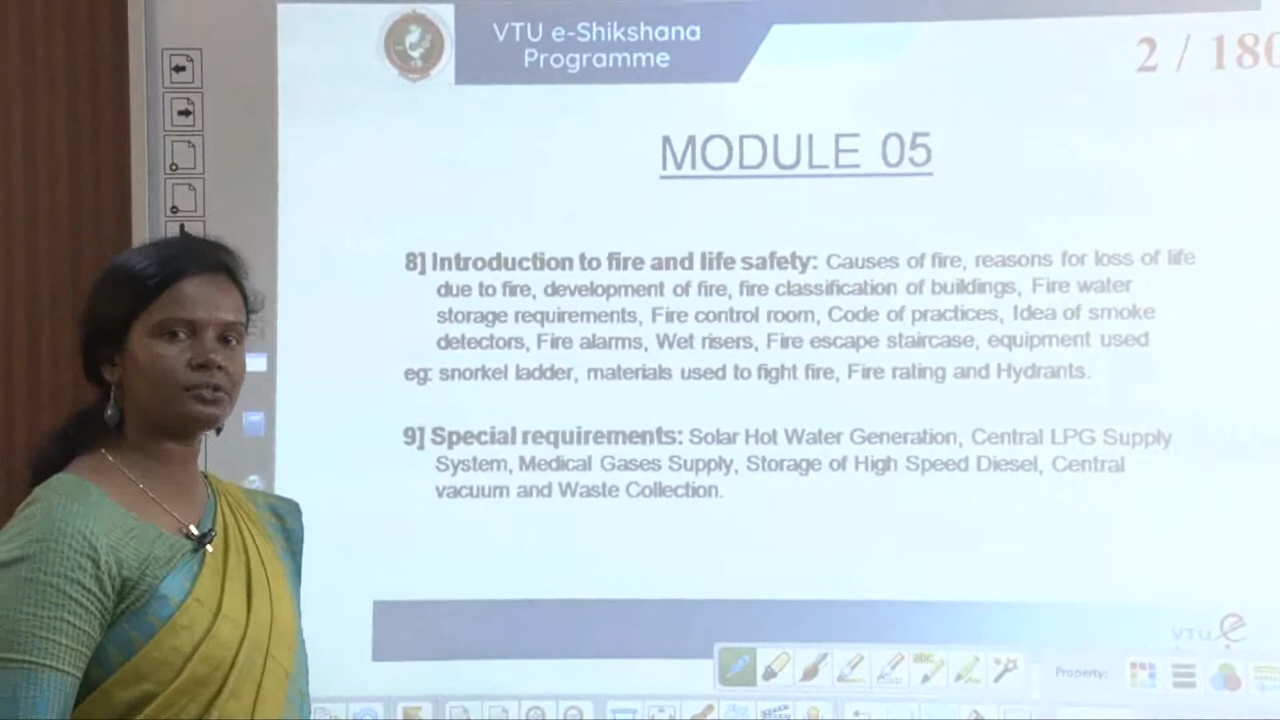 VTU e-Shikshana
Programme
2 / 180
MODULE 05
8] Introduction to fire and life safety: Causes of fire, reasons for loss of life
due to fire, development of fire, fire classification of buildings, Fire water
storage requirements, Fire control room, Code of practices, Idea of smoke
detectors, Fire alarms, Wet risers, Fire escape staircase, equipment used
eg: snorkel ladder, materials used to fight fire, Fire rating and Hydrants.
9] Special requirements: Solar Hot Water Generation, Central LPG Supply
System, Medical Gases Supply, Storage of High Speed Diesel, Central
vacuum and Waste Collection.
VTU e
Property: